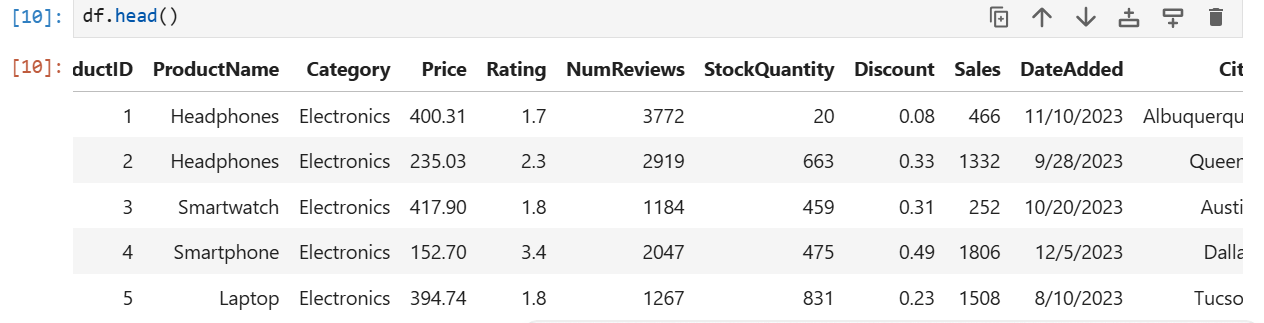 [10]: df.head()
[10]: ductID ProductName Category Price Rating NumReviews StockQuantity Discount Sales DateAdded Cit
1 Headphones Electronics 400.31 1.7 3772 20 0.08 466 11/10/2023 Albuquerqu
2 Headphones Electronics 235.03 2.3 2919 663 0.33 1332 9/28/2023 Queen
3 Smartwatch Electronics 417.90 1.8 1184 459 0.31 252 10/20/2023 Austi
4 Smartphone Electronics 152.70 3.4 2047 475 0.49 1806 12/5/2023 Dalla
5 Laptop Electronics 394.74 1.8 1267 831 0.23 1508 8/10/2023 Tucso